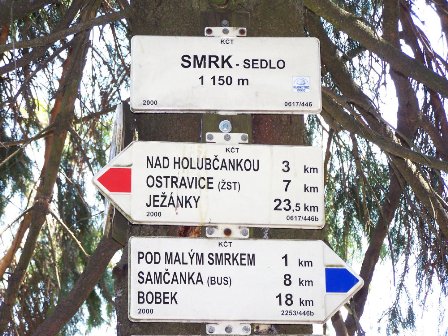 KČT
SMRK - SEDLO
1 150 m
2000 0617/446
KČT
NAD HOLUBČANKOU 3 km
OSTRAVICE (ŽST) 7 km
JEŽÁNKY 23,5 km
2000 0617/446b
KČT
POD MALÝM SMRKEM 1 km
SAMČANKA (BUS) 8 km
BOBEK 18 km
2000 2253/446b